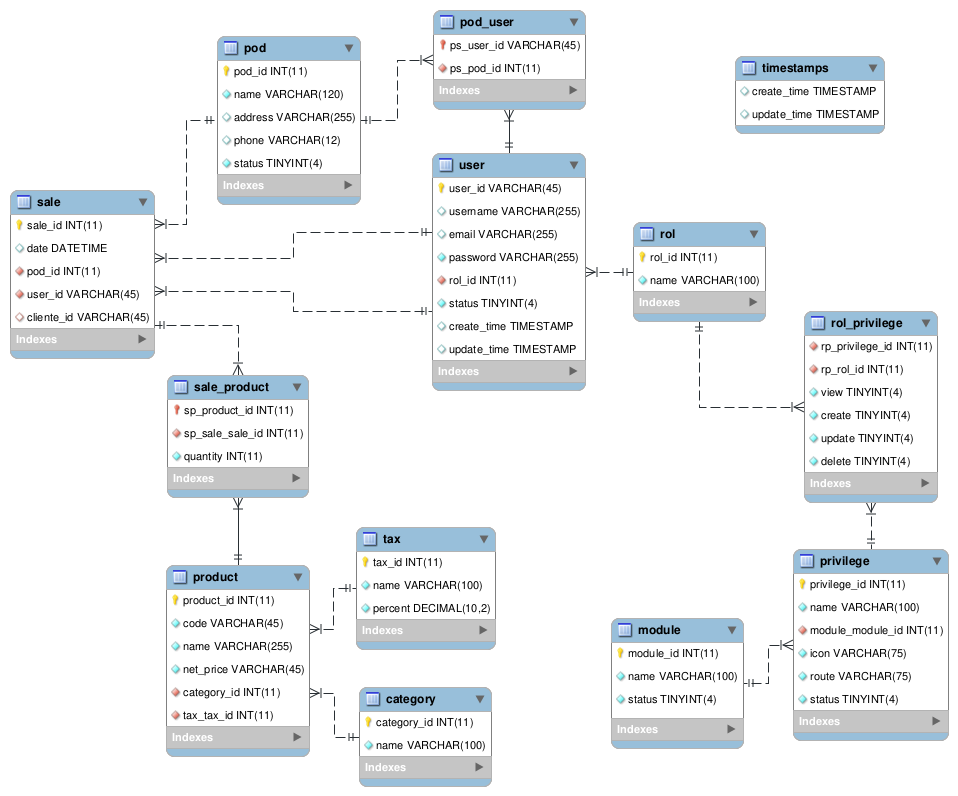 pod
pod_id INT(11)
name VARCHAR(120)
address VARCHAR(255)
phone VARCHAR(12)
status TINYINT(4)
Indexes
pod_user
ps_user_id VARCHAR(45)
ps_pod_id INT(11)
Indexes
timestamps
create_time TIMESTAMP
update_time TIMESTAMP
sale
sale_id INT(11)
date DATETIME
pod_id INT(11)
user_id VARCHAR(45)
cliente_id VARCHAR(45)
Indexes
user
user_id VARCHAR(45)
username VARCHAR(255)
email VARCHAR(255)
password VARCHAR(255)
rol_id INT(11)
status TINYINT(4)
create_time TIMESTAMP
update_time TIMESTAMP
Indexes
rol
rol_id INT(11)
name VARCHAR(100)
Indexes
rol_privilege
rp_privilege_id INT(11)
rp_rol_id INT(11)
view TINYINT(4)
create TINYINT(4)
update TINYINT(4)
delete TINYINT(4)
Indexes
sale_product
sp_product_id INT(11)
sp_sale_sale_id INT(11)
quantity INT(11)
Indexes
product
product_id INT(11)
code VARCHAR(45)
name VARCHAR(255)
net_price VARCHAR(45)
category_id INT(11)
tax_tax_id INT(11)
Indexes
tax
tax_id INT(11)
name VARCHAR(100)
percent DECIMAL(10,2)
Indexes
category
category_id INT(11)
name VARCHAR(100)
Indexes
module
module_id INT(11)
name VARCHAR(100)
status TINYINT(4)
Indexes
privilege
privilege_id INT(11)
name VARCHAR(100)
module_module_id INT(11)
icon VARCHAR(75)
route VARCHAR(75)
status TINYINT(4)
Indexes